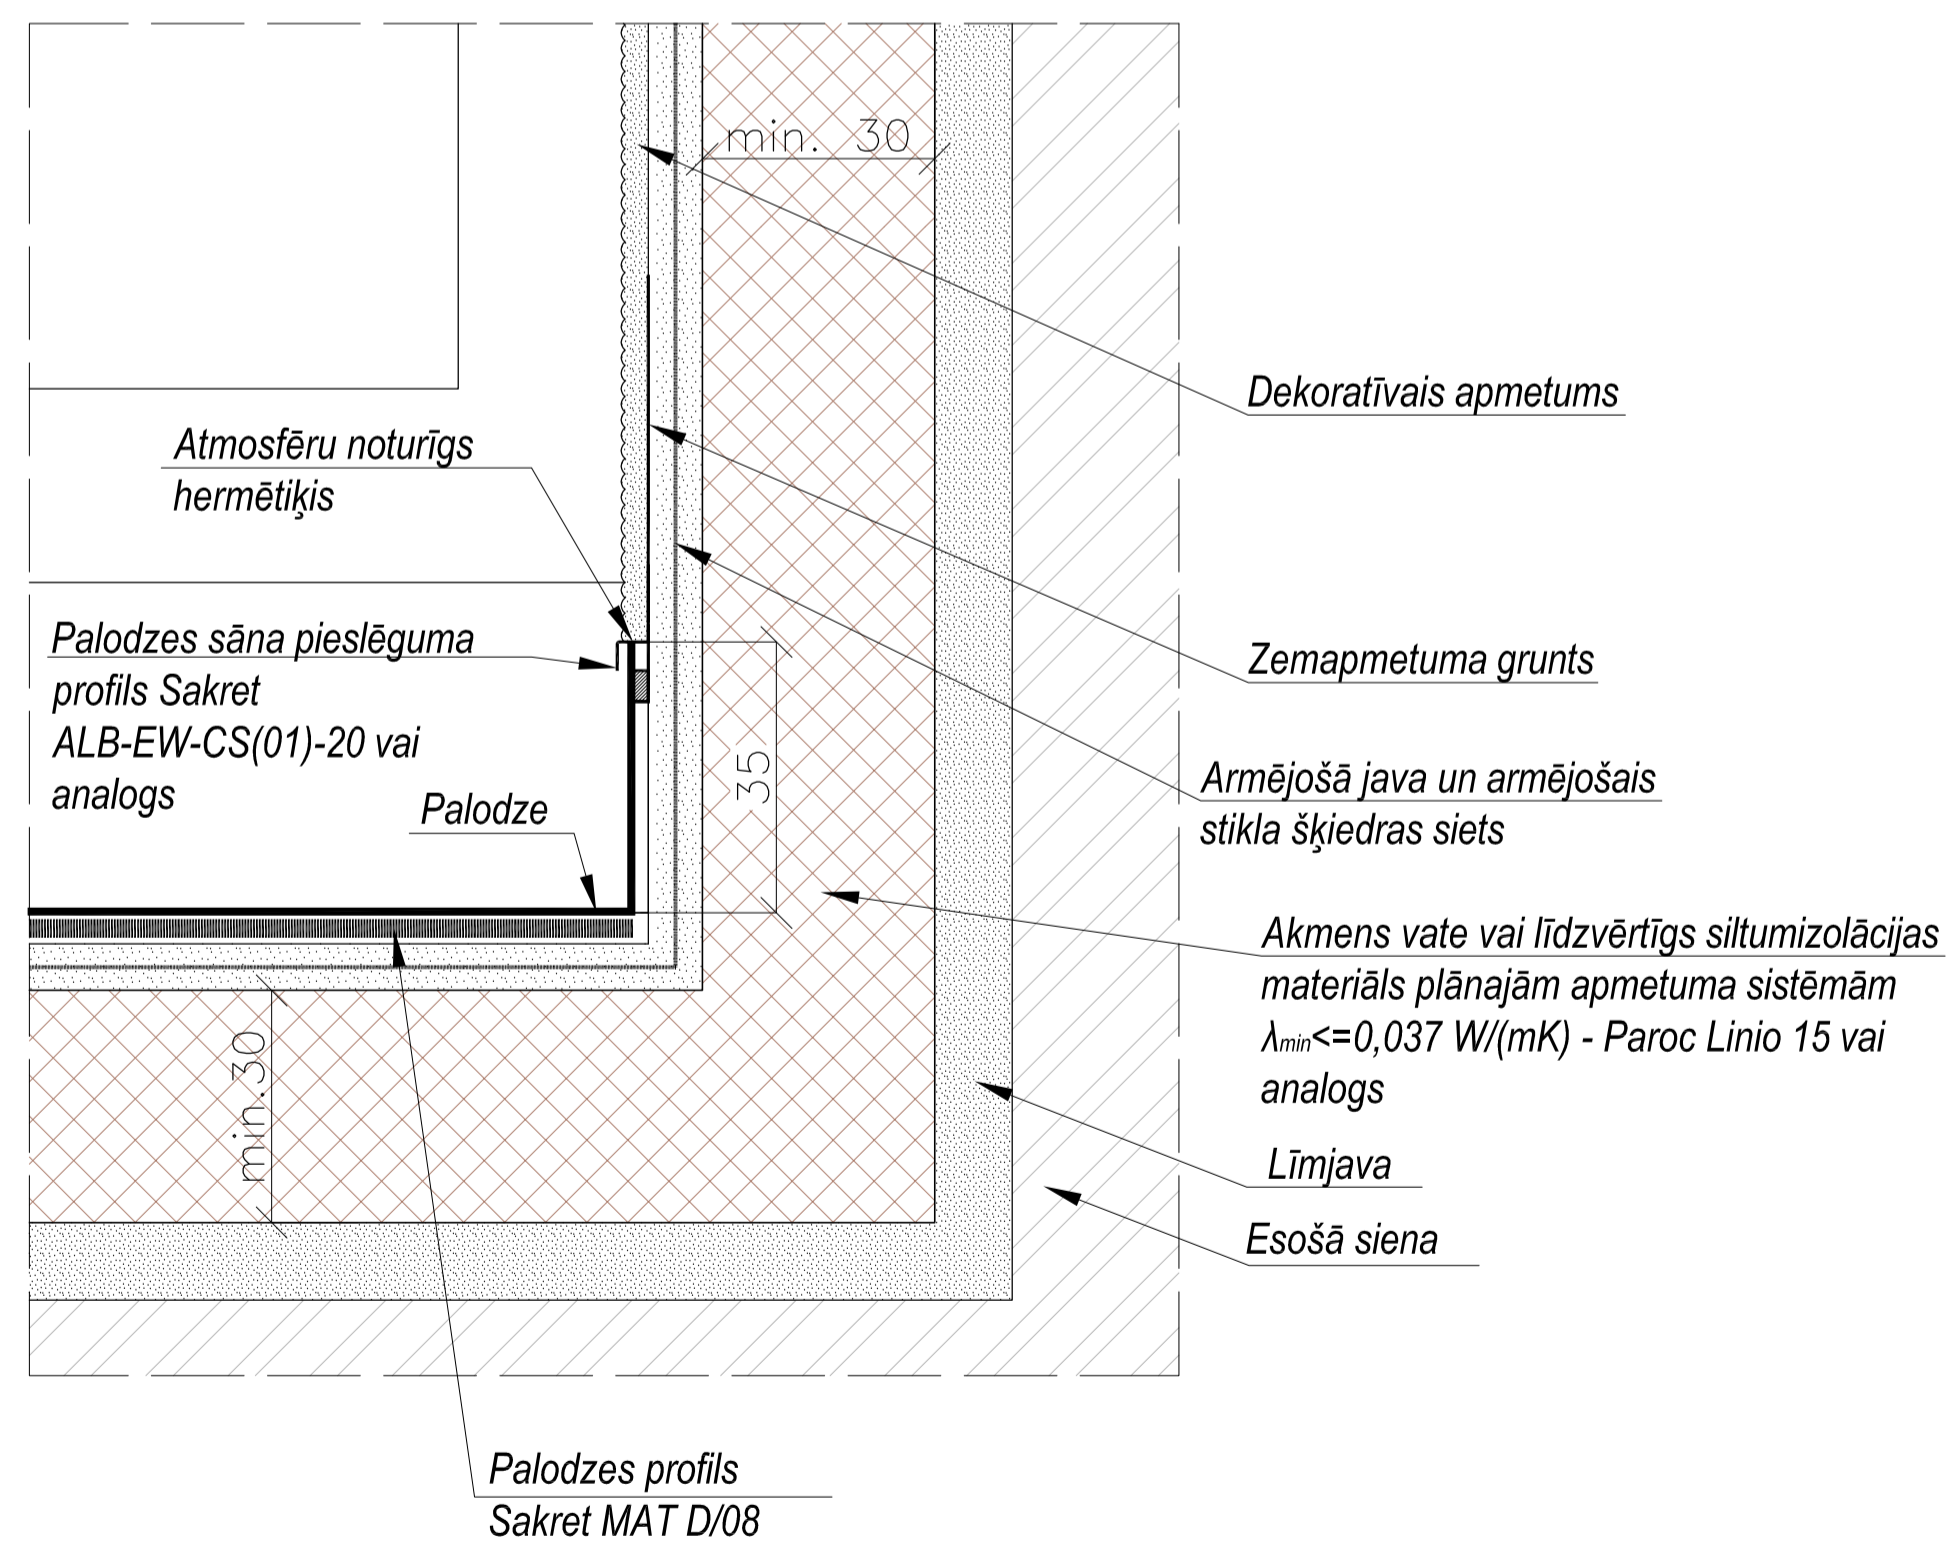 min. 30
Dekoratīvais apmetums
Atmosfēru noturīgs
hermētiķis
Palodzes sāna pieslēguma
profils Sakret
ALB-EW-CS(01)-20 vai
analogs
Zemapmetuma grunts
35
Armējošā java un armējošais
stikla šķiedras siets
Palodze
Akmens vate vai līdzvērtīgs siltumizolācijas
materiāls plānajām apmetuma sistēmām
λmin<=0,037 W/(mK) - Paroc Linio 15 vai
analogs
min.30
Līmjava
Esošā siena
Palodzes profils
Sakret MAT D/08